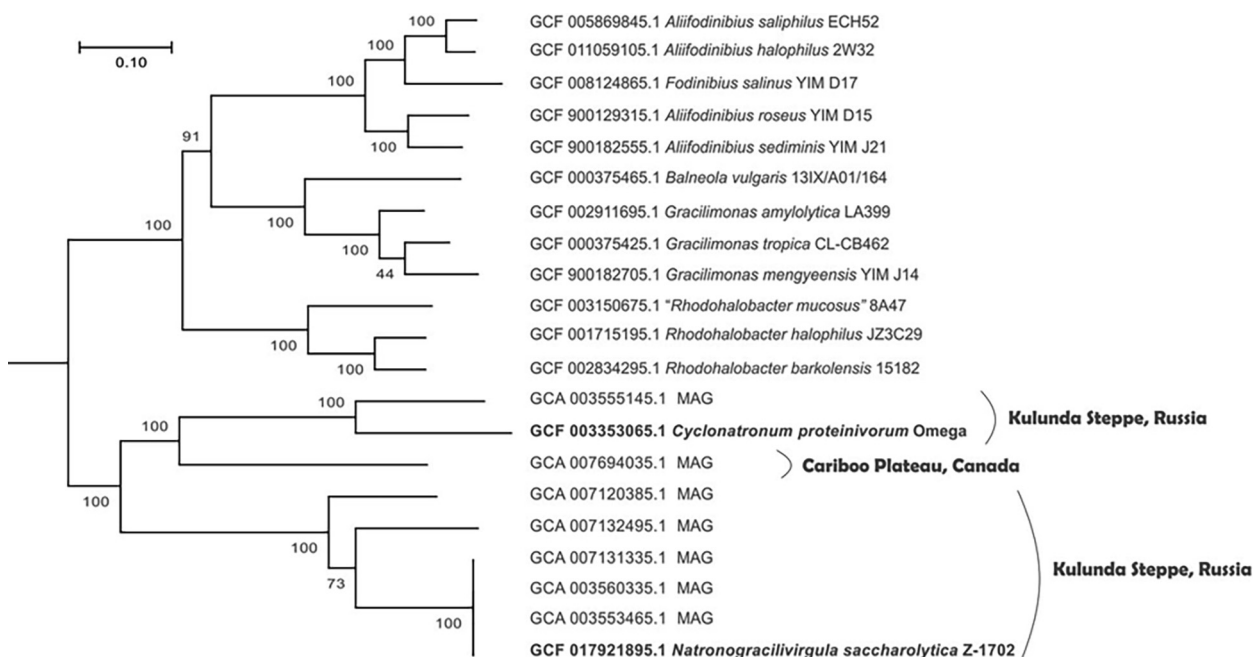 100
GCF 005869845.1 Aliifodinibius saliphilus ECH52
100
GCF 011059105.1 Aliifodinibius halophilus 2W32
0.10
100
GCF 008124865.1 Fodinibius salinus YIM D17
GCF 900129315.1 Aliifodinibius roseus YIM D15
91
100
GCF 900182555.1 Aliifodinibius sediminis YIM J21
GCF 000375465.1 Balneola vulgaris 13IX/A01/164
100
GCF 002911695.1 Gracilimonas amylolytica LA399
100
100
GCF 000375425.1 Gracilimonas tropica CL-CB462
44
GCF 900182705.1 Gracilimonas mengyeensis YIM J14
GCF 003150675.1 "Rhodohalobacter mucosus" 8A47
100
GCF 001715195.1 Rhodohalobacter halophilus JZ3C29
100
GCF 002834295.1 Rhodohalobacter barkolensis 15182
100
GCA 003555145.1 MAG
Kulunda Steppe, Russia
100
GCF 003353065.1 Cyclonatronum proteinivorum Omega
GCA 007694035.1 MAG
Cariboo Plateau, Canada
100
GCA 007120385.1 MAG
GCA 007132495.1 MAG
100
GCA 007131335.1 MAG
Kulunda Steppe, Russia
73
GCA 003560335.1 MAG
GCA 003553465.1 MAG
100
GCF 017921895.1 Natronogracilivirgula saccharolytica Z-1702